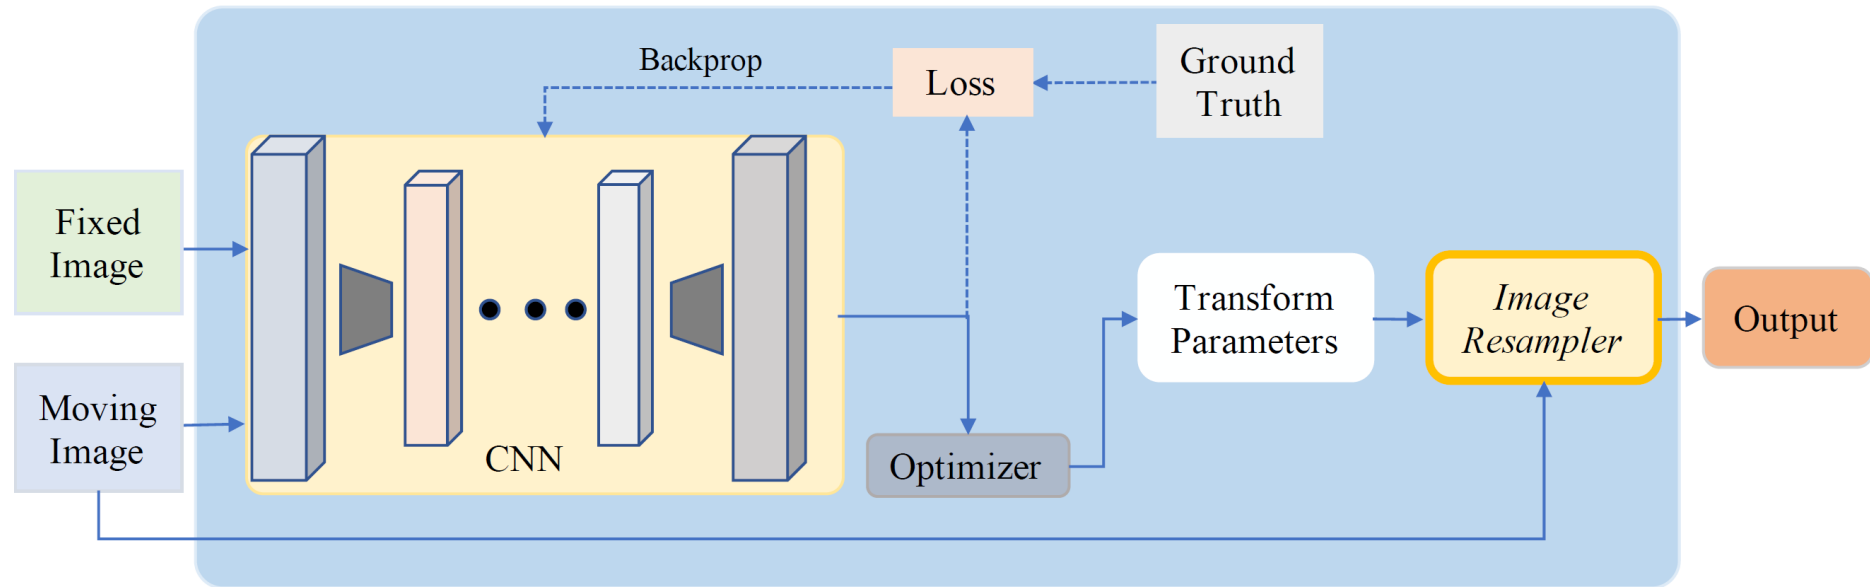 Backprop
Loss
Ground
Truth
Fixed
Image
Moving
Image
CNN
Optimizer
Transform
Parameters
Image
Resampler
Output